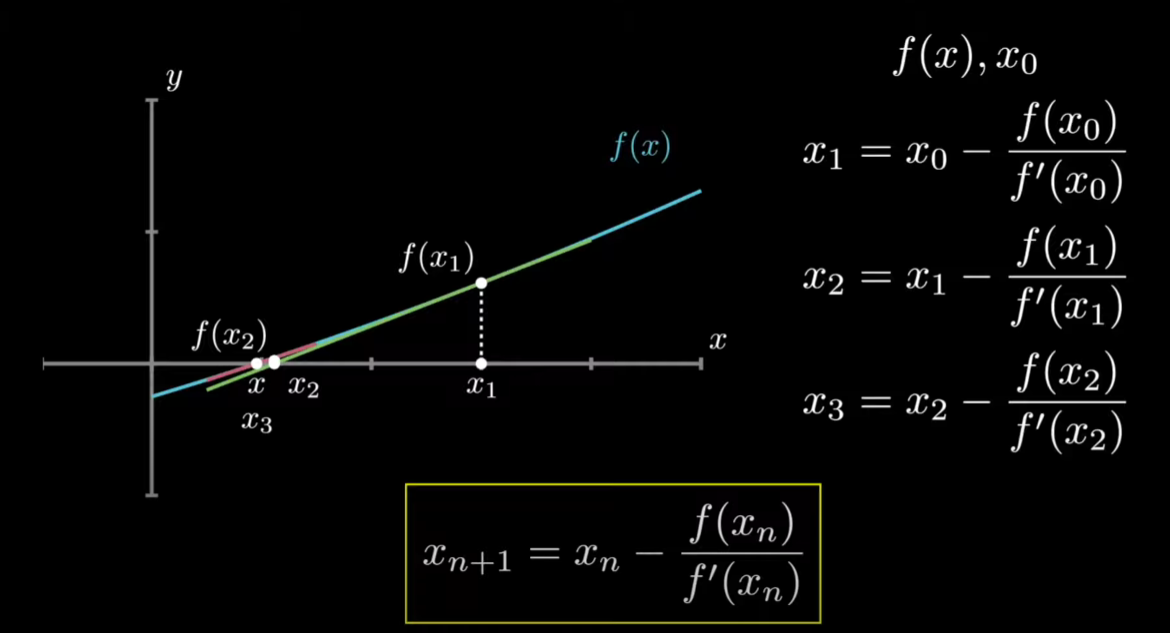 y
f(x)
f(x₁)
f(x₂)
x
x x₂ x₁
x₃
f(x), x₀
x₁ = x₀ − f(x₀)/f′(x₀)
x₂ = x₁ − f(x₁)/f′(x₁)
x₃ = x₂ − f(x₂)/f′(x₂)
xₙ₊₁ = xₙ − f(xₙ)/f′(xₙ)